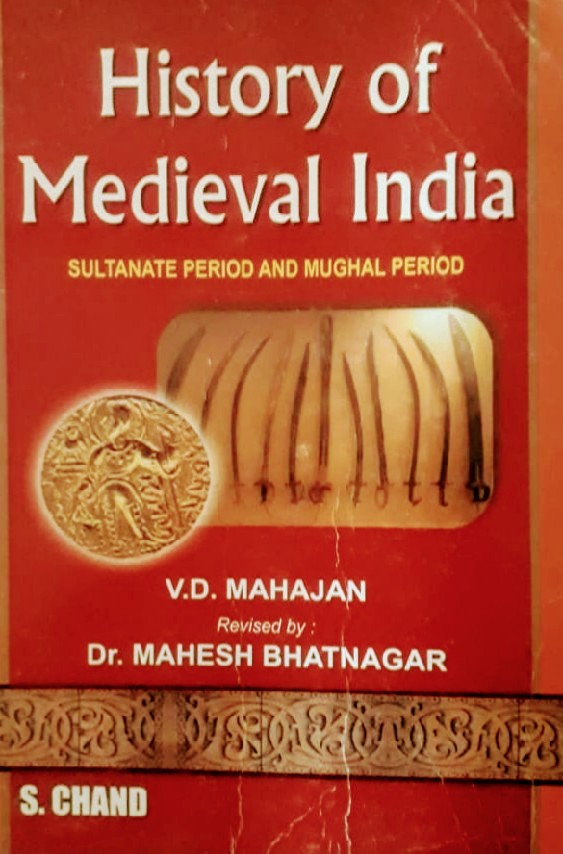 History of
Medieval India
SULTANATE PERIOD AND MUGHAL PERIOD
V.D. MAHAJAN
Revised by :
Dr. MAHESH BHATNAGAR
S. CHAND